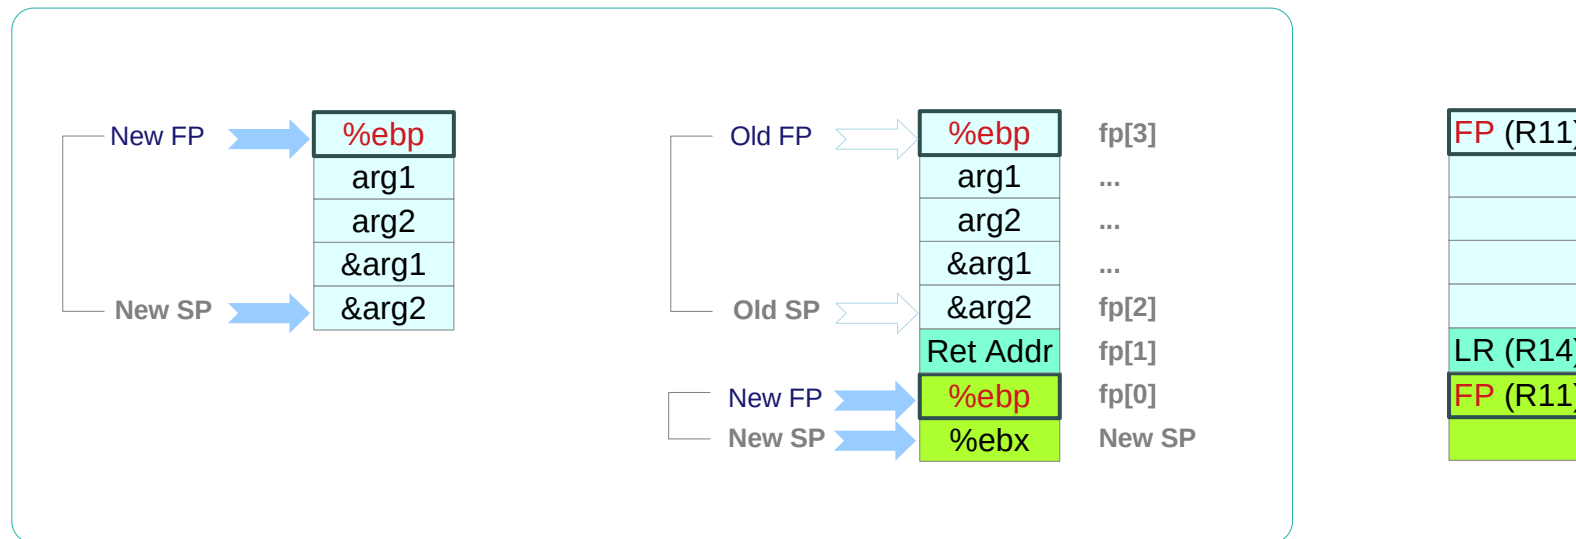 New FP
%ebp
arg1
arg2
&arg1
New SP
&arg2
Old FP
%ebp
fp[3]
arg1
...
arg2
...
&arg1
...
Old SP
&arg2
fp[2]
Ret Addr
fp[1]
New FP
%ebp
fp[0]
New SP
%ebx
New SP
FP (R11)
LR (R14)
FP (R11)